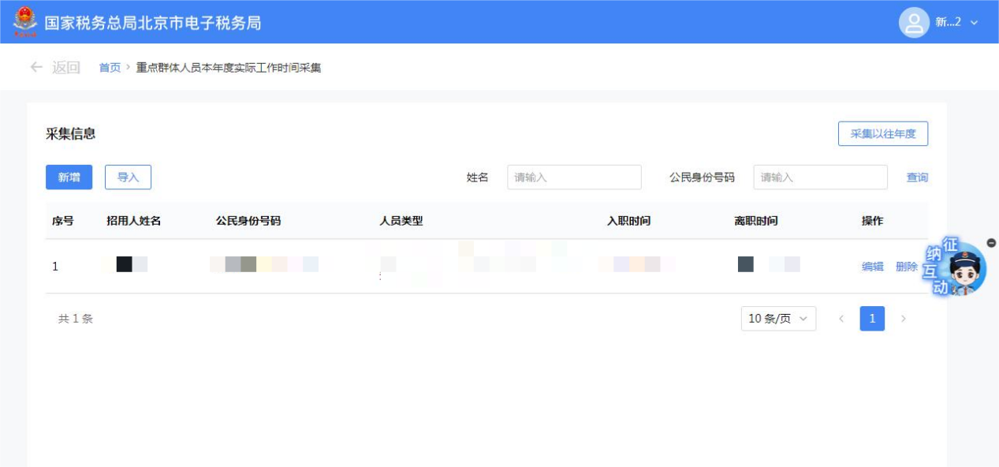 国家税务总局北京市电子税务局
新...2
返回 首页 > 重点群体人员本年度实际工作时间采集
采集信息
采集以往年度
新增 导入 姓名 请输入 公民身份号码 请输入 查询
序号 招用人姓名 公民身份号码 人员类型 入职时间 离职时间 操作
1 编辑 删除
征纳互动
共 1 条 10 条/页 < 1 >